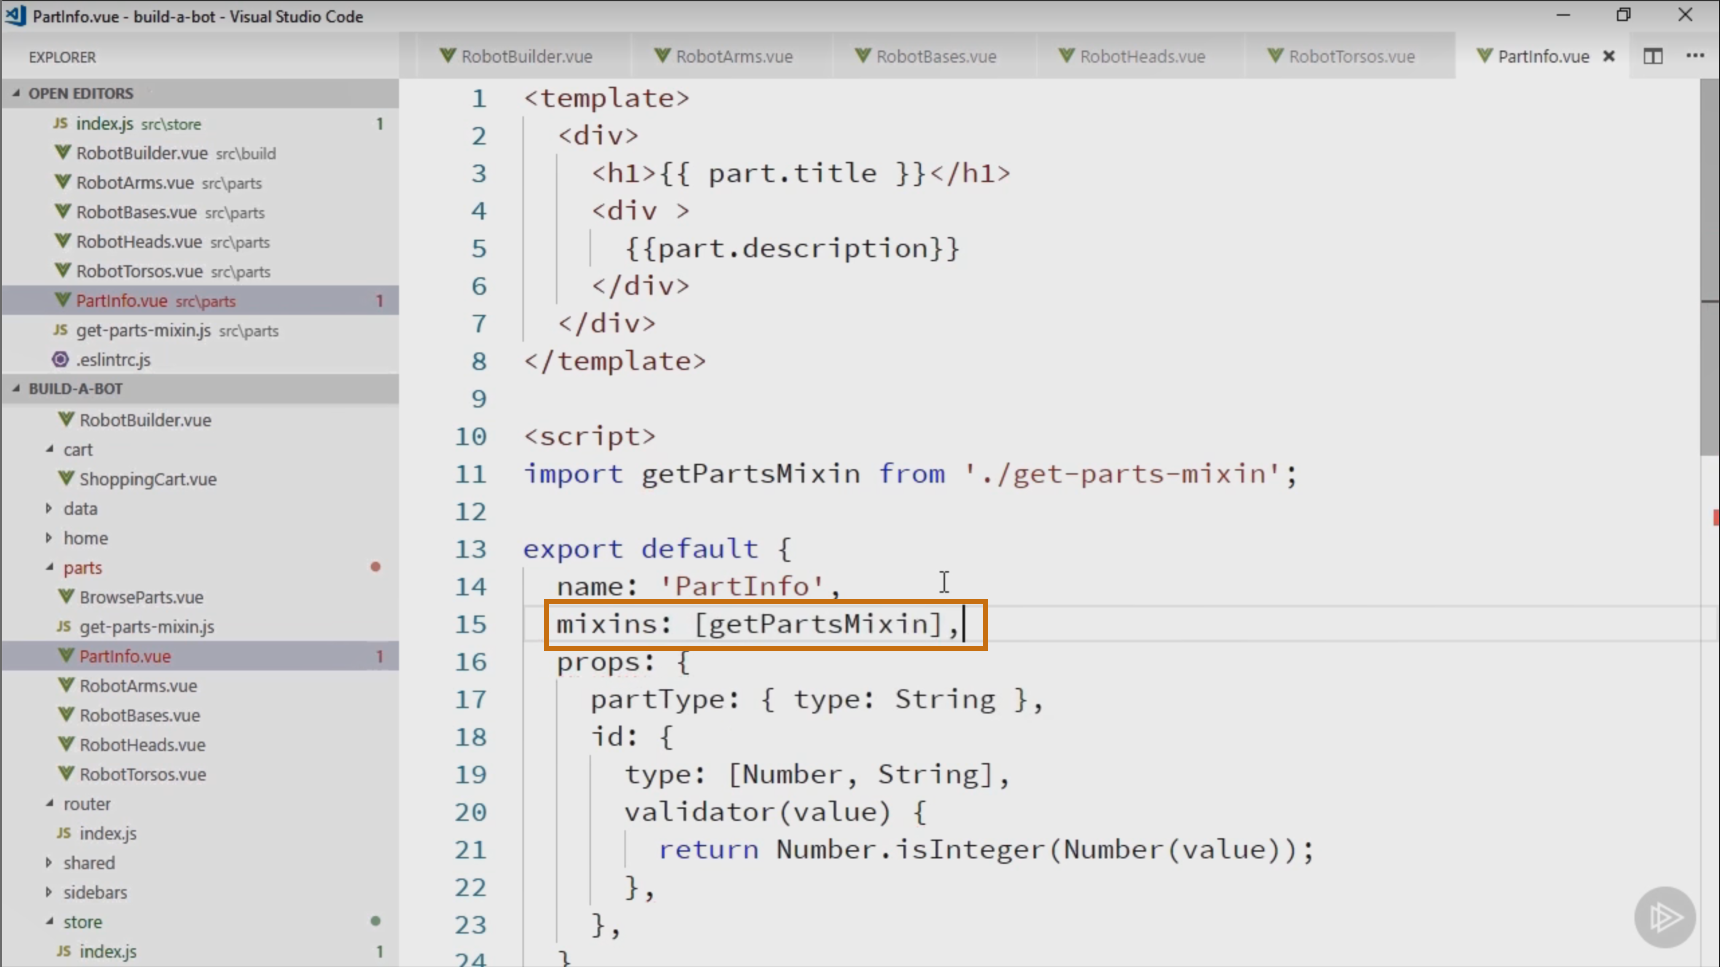 PartInfo.vue - build-a-bot - Visual Studio Code
EXPLORER
OPEN EDITORS
JS index.js src\store 1
RobotBuilder.vue src\build
RobotArms.vue src\parts
RobotBases.vue src\parts
RobotHeads.vue src\parts
RobotTorsos.vue src\parts
PartInfo.vue src\parts 1
JS get-parts-mixin.js src\parts
.eslintrc.js
BUILD-A-BOT
RobotBuilder.vue
cart
ShoppingCart.vue
data
home
parts
BrowseParts.vue
JS get-parts-mixin.js
PartInfo.vue 1
RobotArms.vue
RobotBases.vue
RobotHeads.vue
RobotTorsos.vue
router
JS index.js
shared
sidebars
store
JS index.js 1
RobotBuilder.vue RobotArms.vue RobotBases.vue RobotHeads.vue RobotTorsos.vue PartInfo.vue
1 <template>
2 <div>
3 <h1>{{ part.title }}</h1>
4 <div >
5 {{part.description}}
6 </div>
7 </div>
8 </template>
9
10 <script>
11 import getPartsMixin from './get-parts-mixin';
12
13 export default {
14 name: 'PartInfo',
15 mixins: [getPartsMixin],
16 props: {
17 partType: { type: String },
18 id: {
19 type: [Number, String],
20 validator(value) {
21 return Number.isInteger(Number(value));
22 },
23 },
24 }